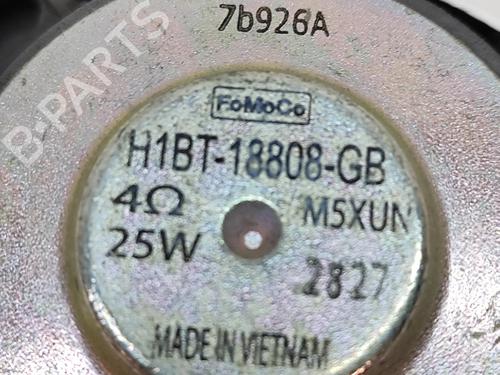 7b926A
FoMoCo
H1BT-18808-GB
4Ω M5XUN
25W
2827
MADE IN VIETNAM
B-PARTS